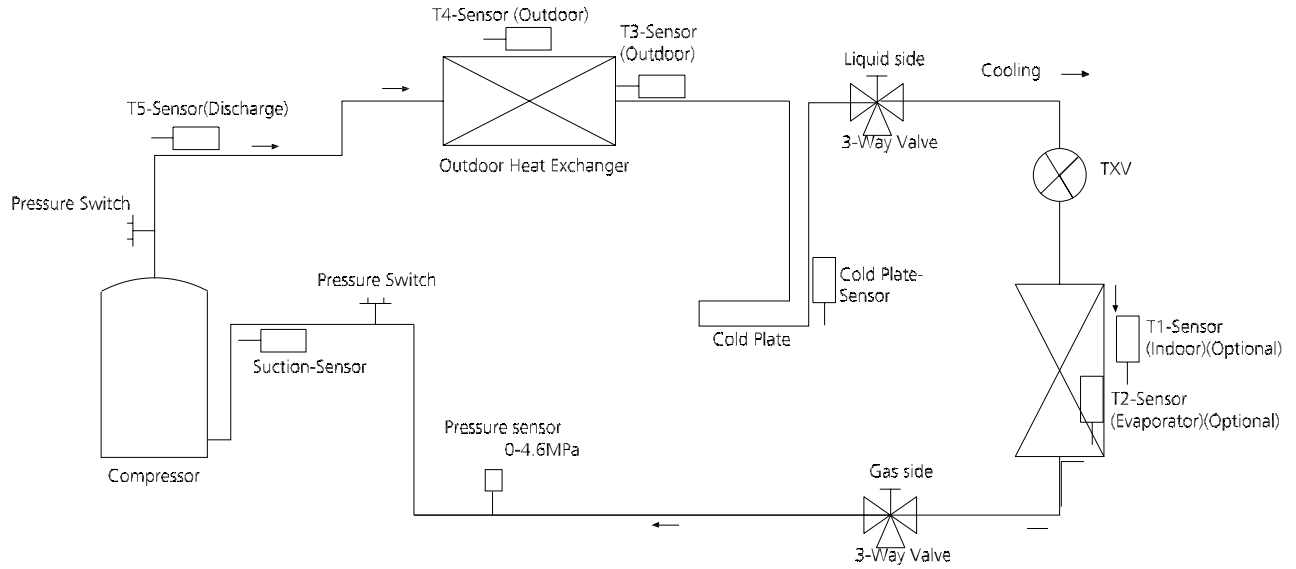 T4-Sensor (Outdoor)
T3-Sensor
(Outdoor)
Liquid side
Cooling
T5-Sensor(Discharge)
3-Way Valve
Outdoor Heat Exchanger
TXV
Pressure Switch
Pressure Switch
Cold Plate-
Sensor
Cold Plate
T1-Sensor
(Indoor)(Optional)
Suction-Sensor
T2-Sensor
(Evaporator)(Optional)
Pressure sensor
0-4.6MPa
Compressor
Gas side
3-Way Valve